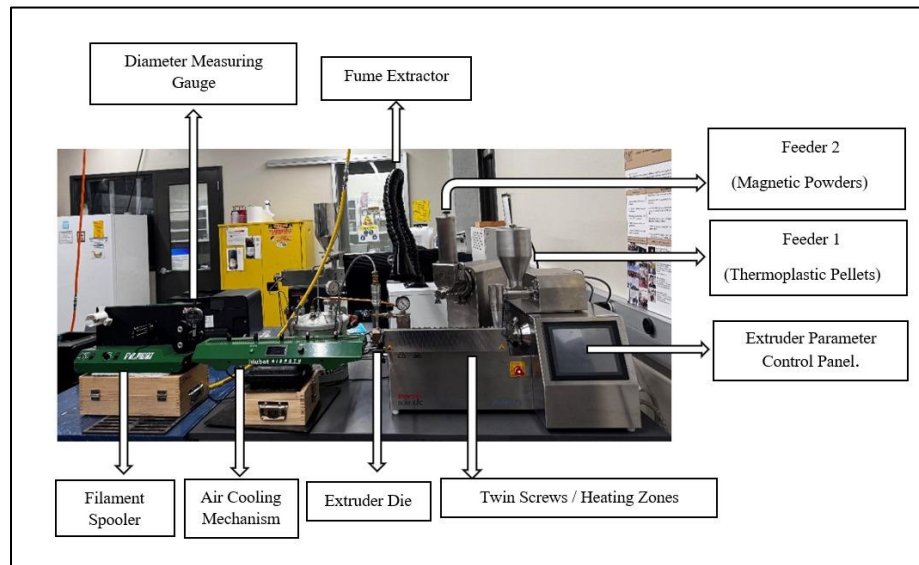 Diameter Measuring
Gauge
Fume Extractor
Feeder 2
(Magnetic Powders)
Feeder 1
(Thermoplastic Pellets)
Extruder Parameter
Control Panel.
Filament
Spooler
Air Cooling
Mechanism
Extruder Die
Twin Screws / Heating Zones